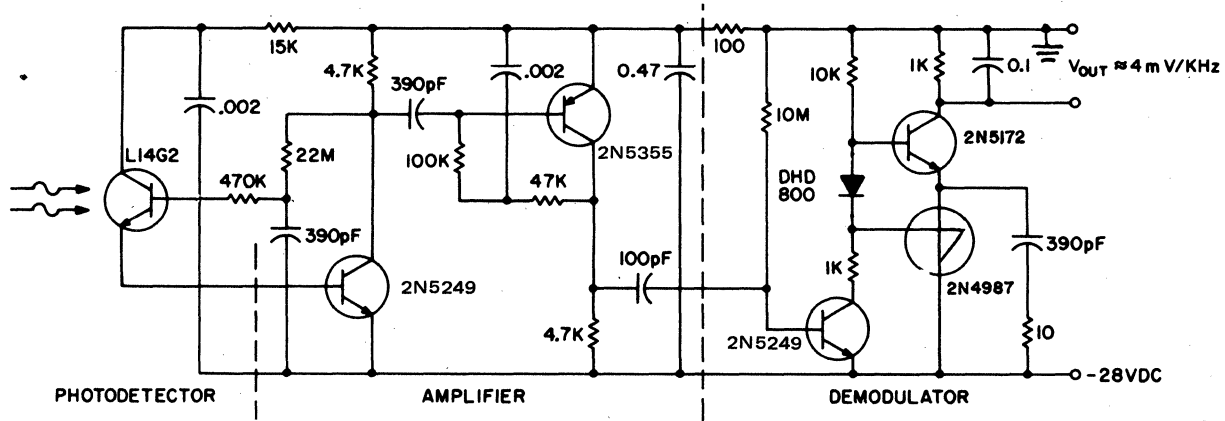 15K
4.7K
390pF
.002
0.47
100
10K
1K
0.1
V_OUT ≈ 4 mV/KHz
.002
22M
100K
2N5355
10M
2N5172
L14G2
470K
47K
DHD
800
390pF
100pF
390pF
2N5249
1K
2N4987
4.7K
2N5249
10
-28VDC
PHOTODETECTOR
AMPLIFIER
DEMODULATOR